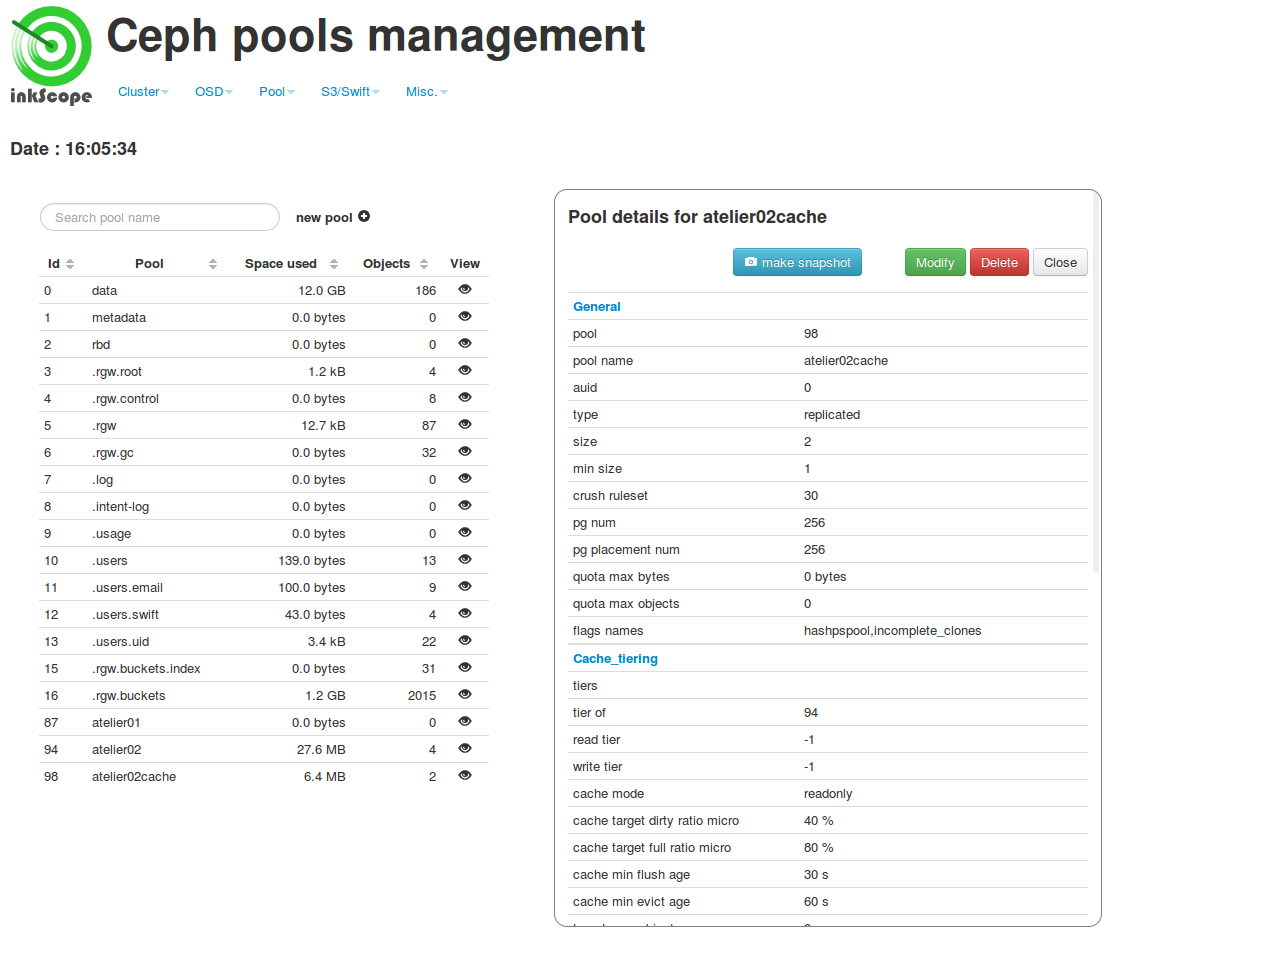 Ceph pools management
inkScope
Cluster OSD Pool S3/Swift Misc.
Date : 16:05:34
Search pool name new pool
Id Pool Space used Objects View
0 data 12.0 GB 186
1 metadata 0.0 bytes 0
2 rbd 0.0 bytes 0
3 .rgw.root 1.2 kB 4
4 .rgw.control 0.0 bytes 8
5 .rgw 12.7 kB 87
6 .rgw.gc 0.0 bytes 32
7 .log 0.0 bytes 0
8 .intent-log 0.0 bytes 0
9 .usage 0.0 bytes 0
10 .users 139.0 bytes 13
11 .users.email 100.0 bytes 9
12 .users.swift 43.0 bytes 4
13 .users.uid 3.4 kB 22
15 .rgw.buckets.index 0.0 bytes 31
16 .rgw.buckets 1.2 GB 2015
87 atelier01 0.0 bytes 0
94 atelier02 27.6 MB 4
98 atelier02cache 6.4 MB 2
Pool details for atelier02cache
make snapshot Modify Delete Close
General
pool 98
pool name atelier02cache
auid 0
type replicated
size 2
min size 1
crush ruleset 30
pg num 256
pg placement num 256
quota max bytes 0 bytes
quota max objects 0
flags names hashpspool,incomplete_clones
Cache_tiering
tiers
tier of 94
read tier -1
write tier -1
cache mode readonly
cache target dirty ratio micro 40 %
cache target full ratio micro 80 %
cache min flush age 30 s
cache min evict age 60 s